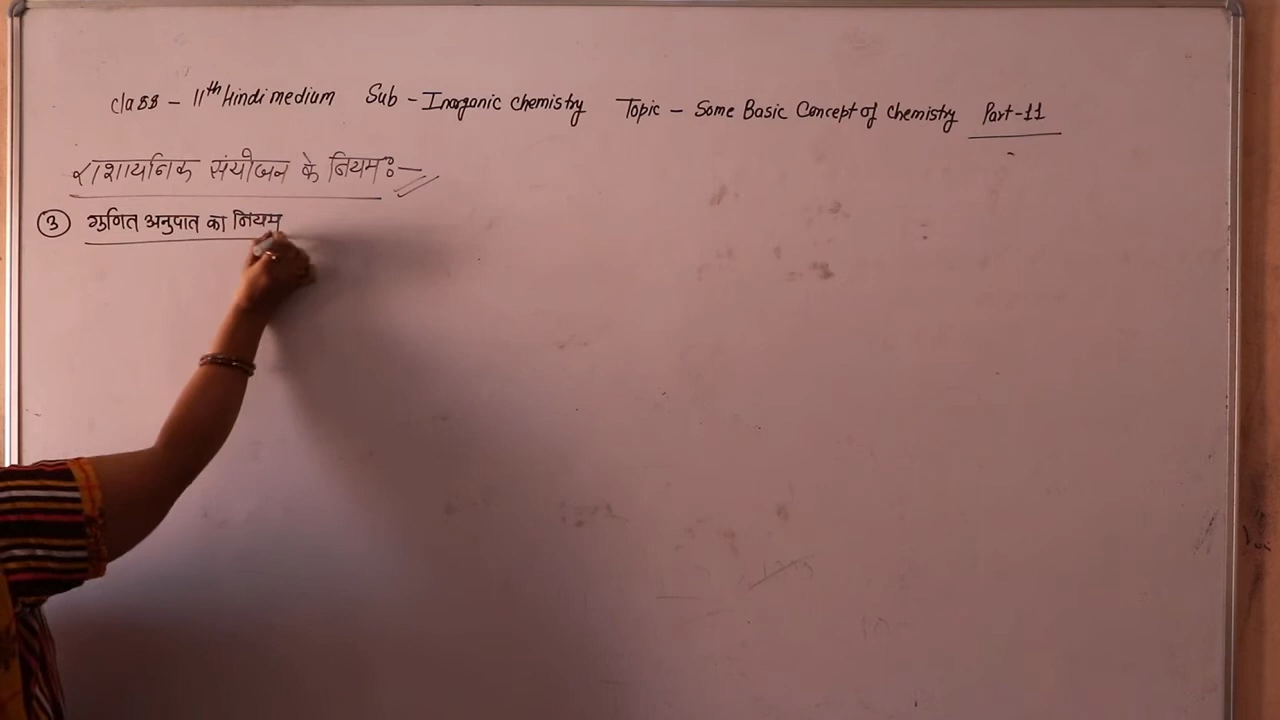 Class - 11th Hindi medium Sub - Inorganic Chemistry Topic - Some Basic Concept of Chemistry Part-11
राशायनिक संयोजन के नियम:-
3 गुणित अनुपात का नियम